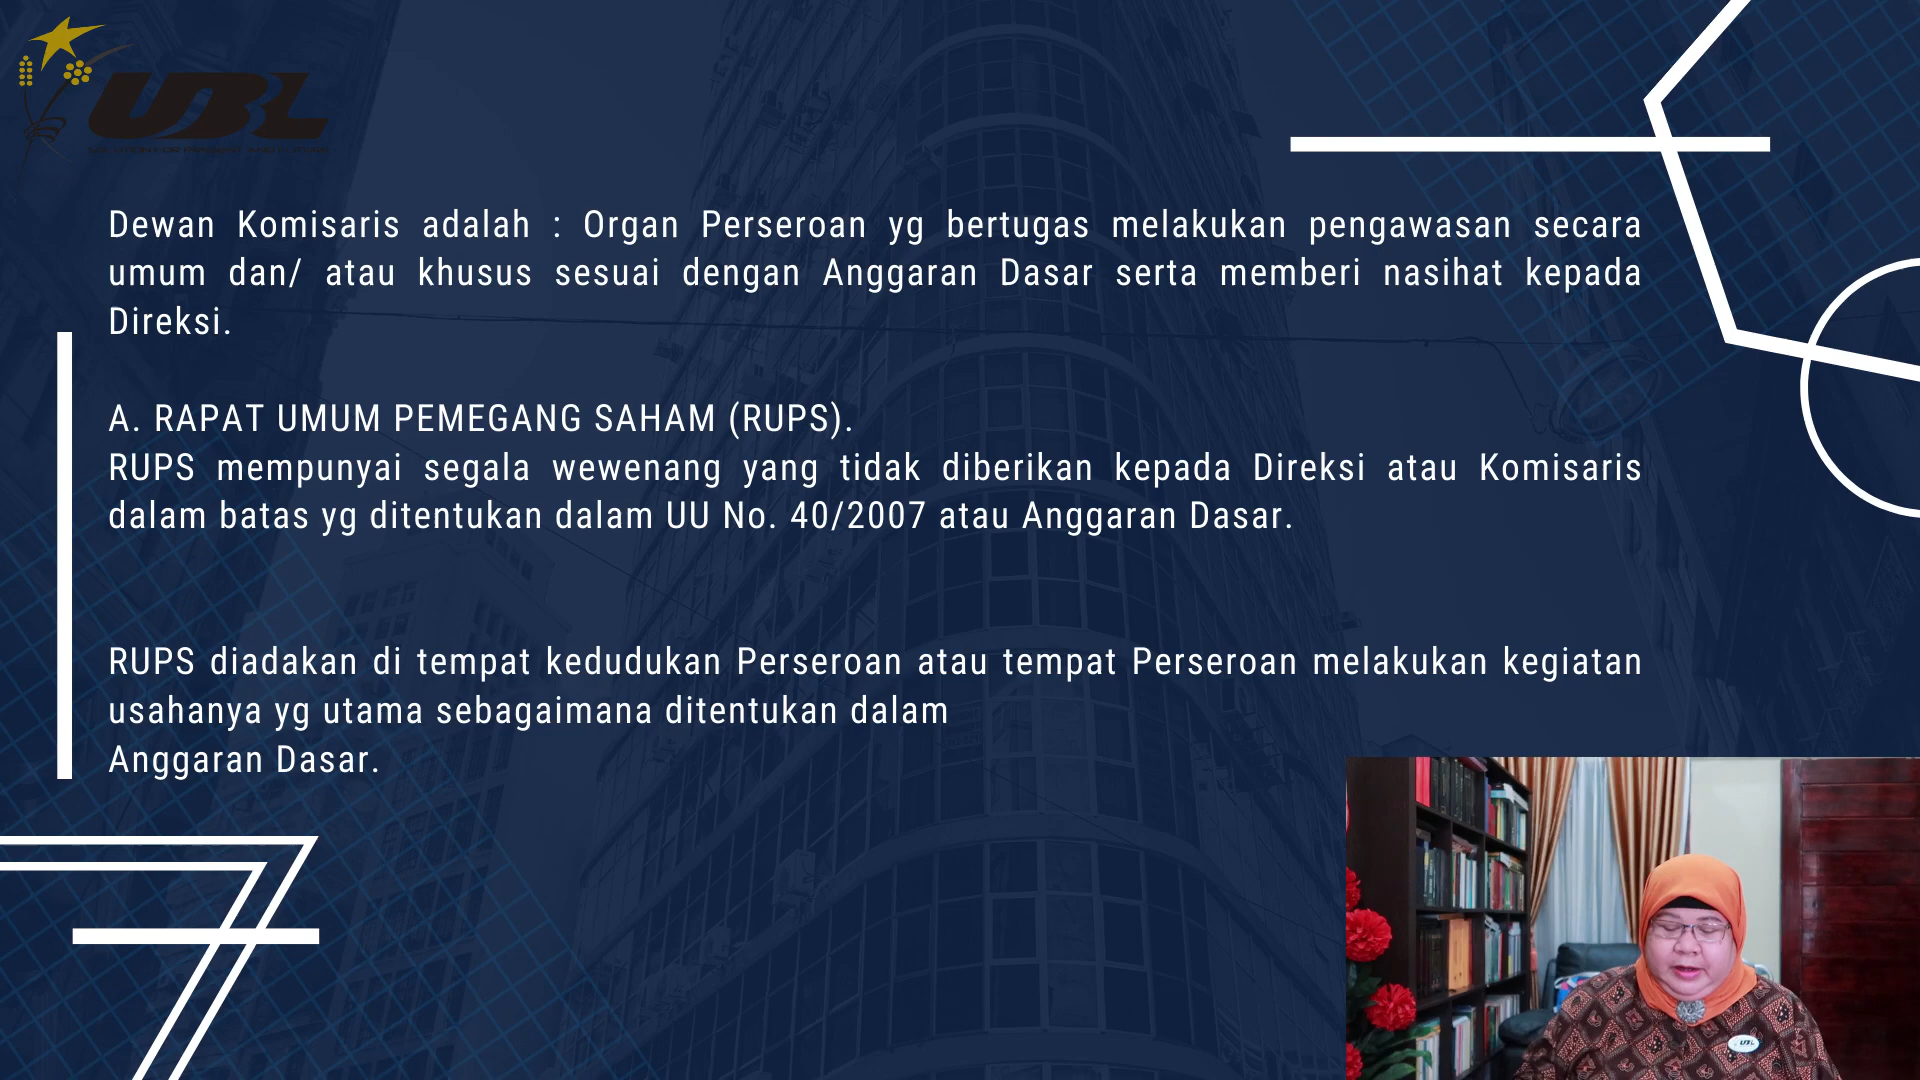 UBL
Dewan Komisaris adalah : Organ Perseroan yg bertugas melakukan pengawasan secara
umum dan/ atau khusus sesuai dengan Anggaran Dasar serta memberi nasihat kepada
Direksi.
A. RAPAT UMUM PEMEGANG SAHAM (RUPS).
RUPS mempunyai segala wewenang yang tidak diberikan kepada Direksi atau Komisaris
dalam batas yg ditentukan dalam UU No. 40/2007 atau Anggaran Dasar.
RUPS diadakan di tempat kedudukan Perseroan atau tempat Perseroan melakukan kegiatan
usahanya yg utama sebagaimana ditentukan dalam
Anggaran Dasar.
UBL